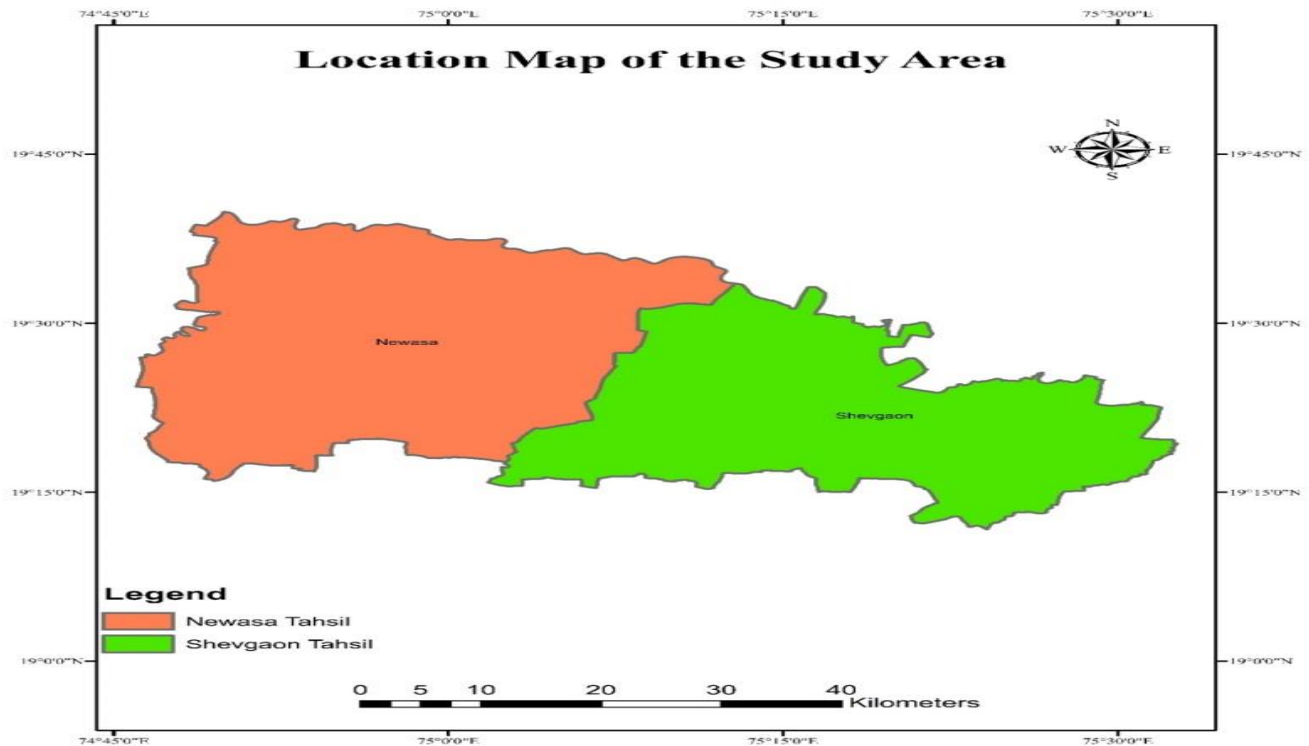 74°45'0"E 75°0'0"E 75°15'0"E 75°30'0"E
Location Map of the Study Area
N
W E
S
19°45'0"N 19°45'0"N
19°30'0"N 19°30'0"N
Newasa
Shevgaon
19°15'0"N 19°15'0"N
Legend
Newasa Tahsil
Shevgaon Tahsil
19°0'0"N 19°0'0"N
0 5 10 20 30 40
Kilometers
74°45'0"E 75°0'0"E 75°15'0"E 75°30'0"E